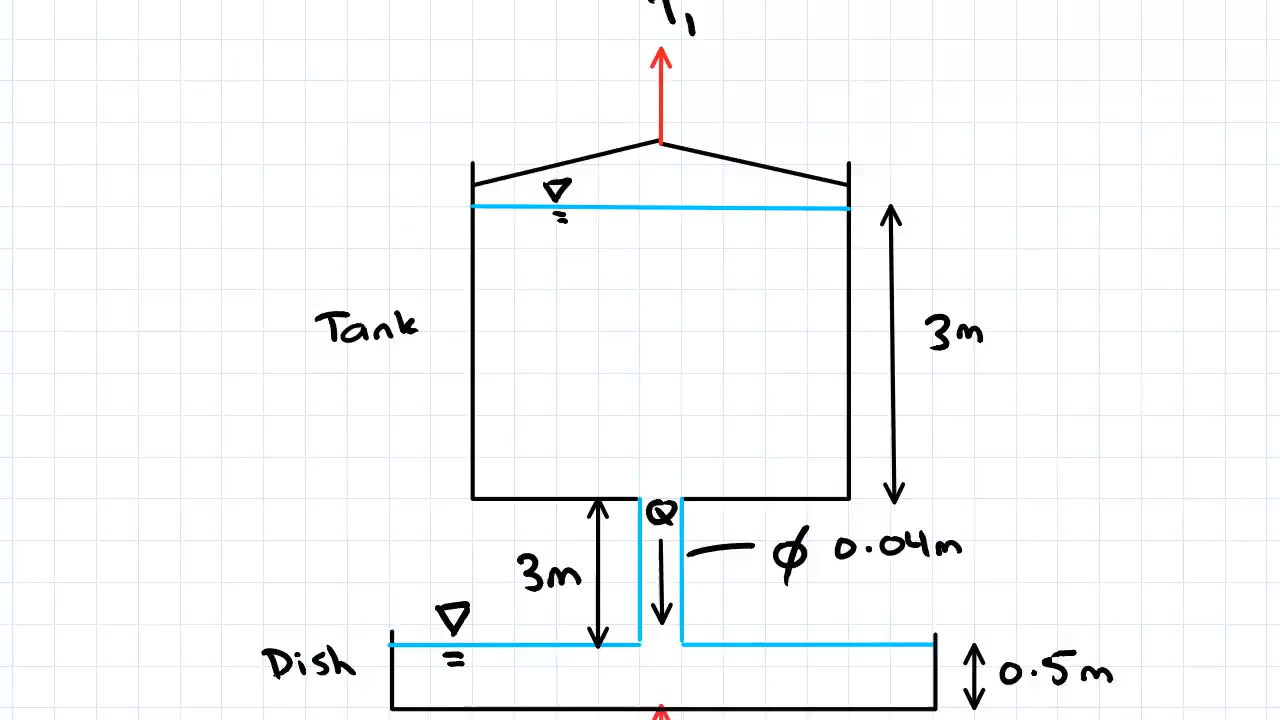 Tank
3m
Q
3m
ϕ 0.04m
Dish
0.5m